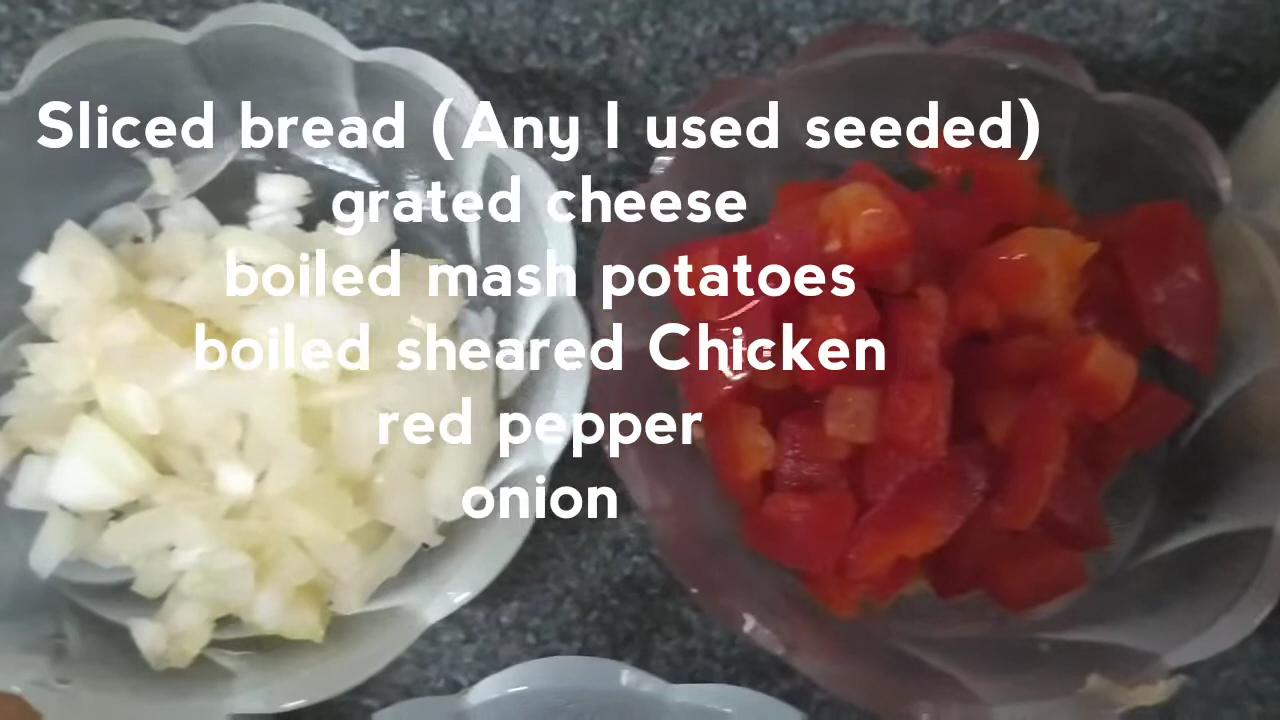 Sliced bread (Any I used seeded)
grated cheese
boiled mash potatoes
boiled sheared Chicken
red pepper
onion